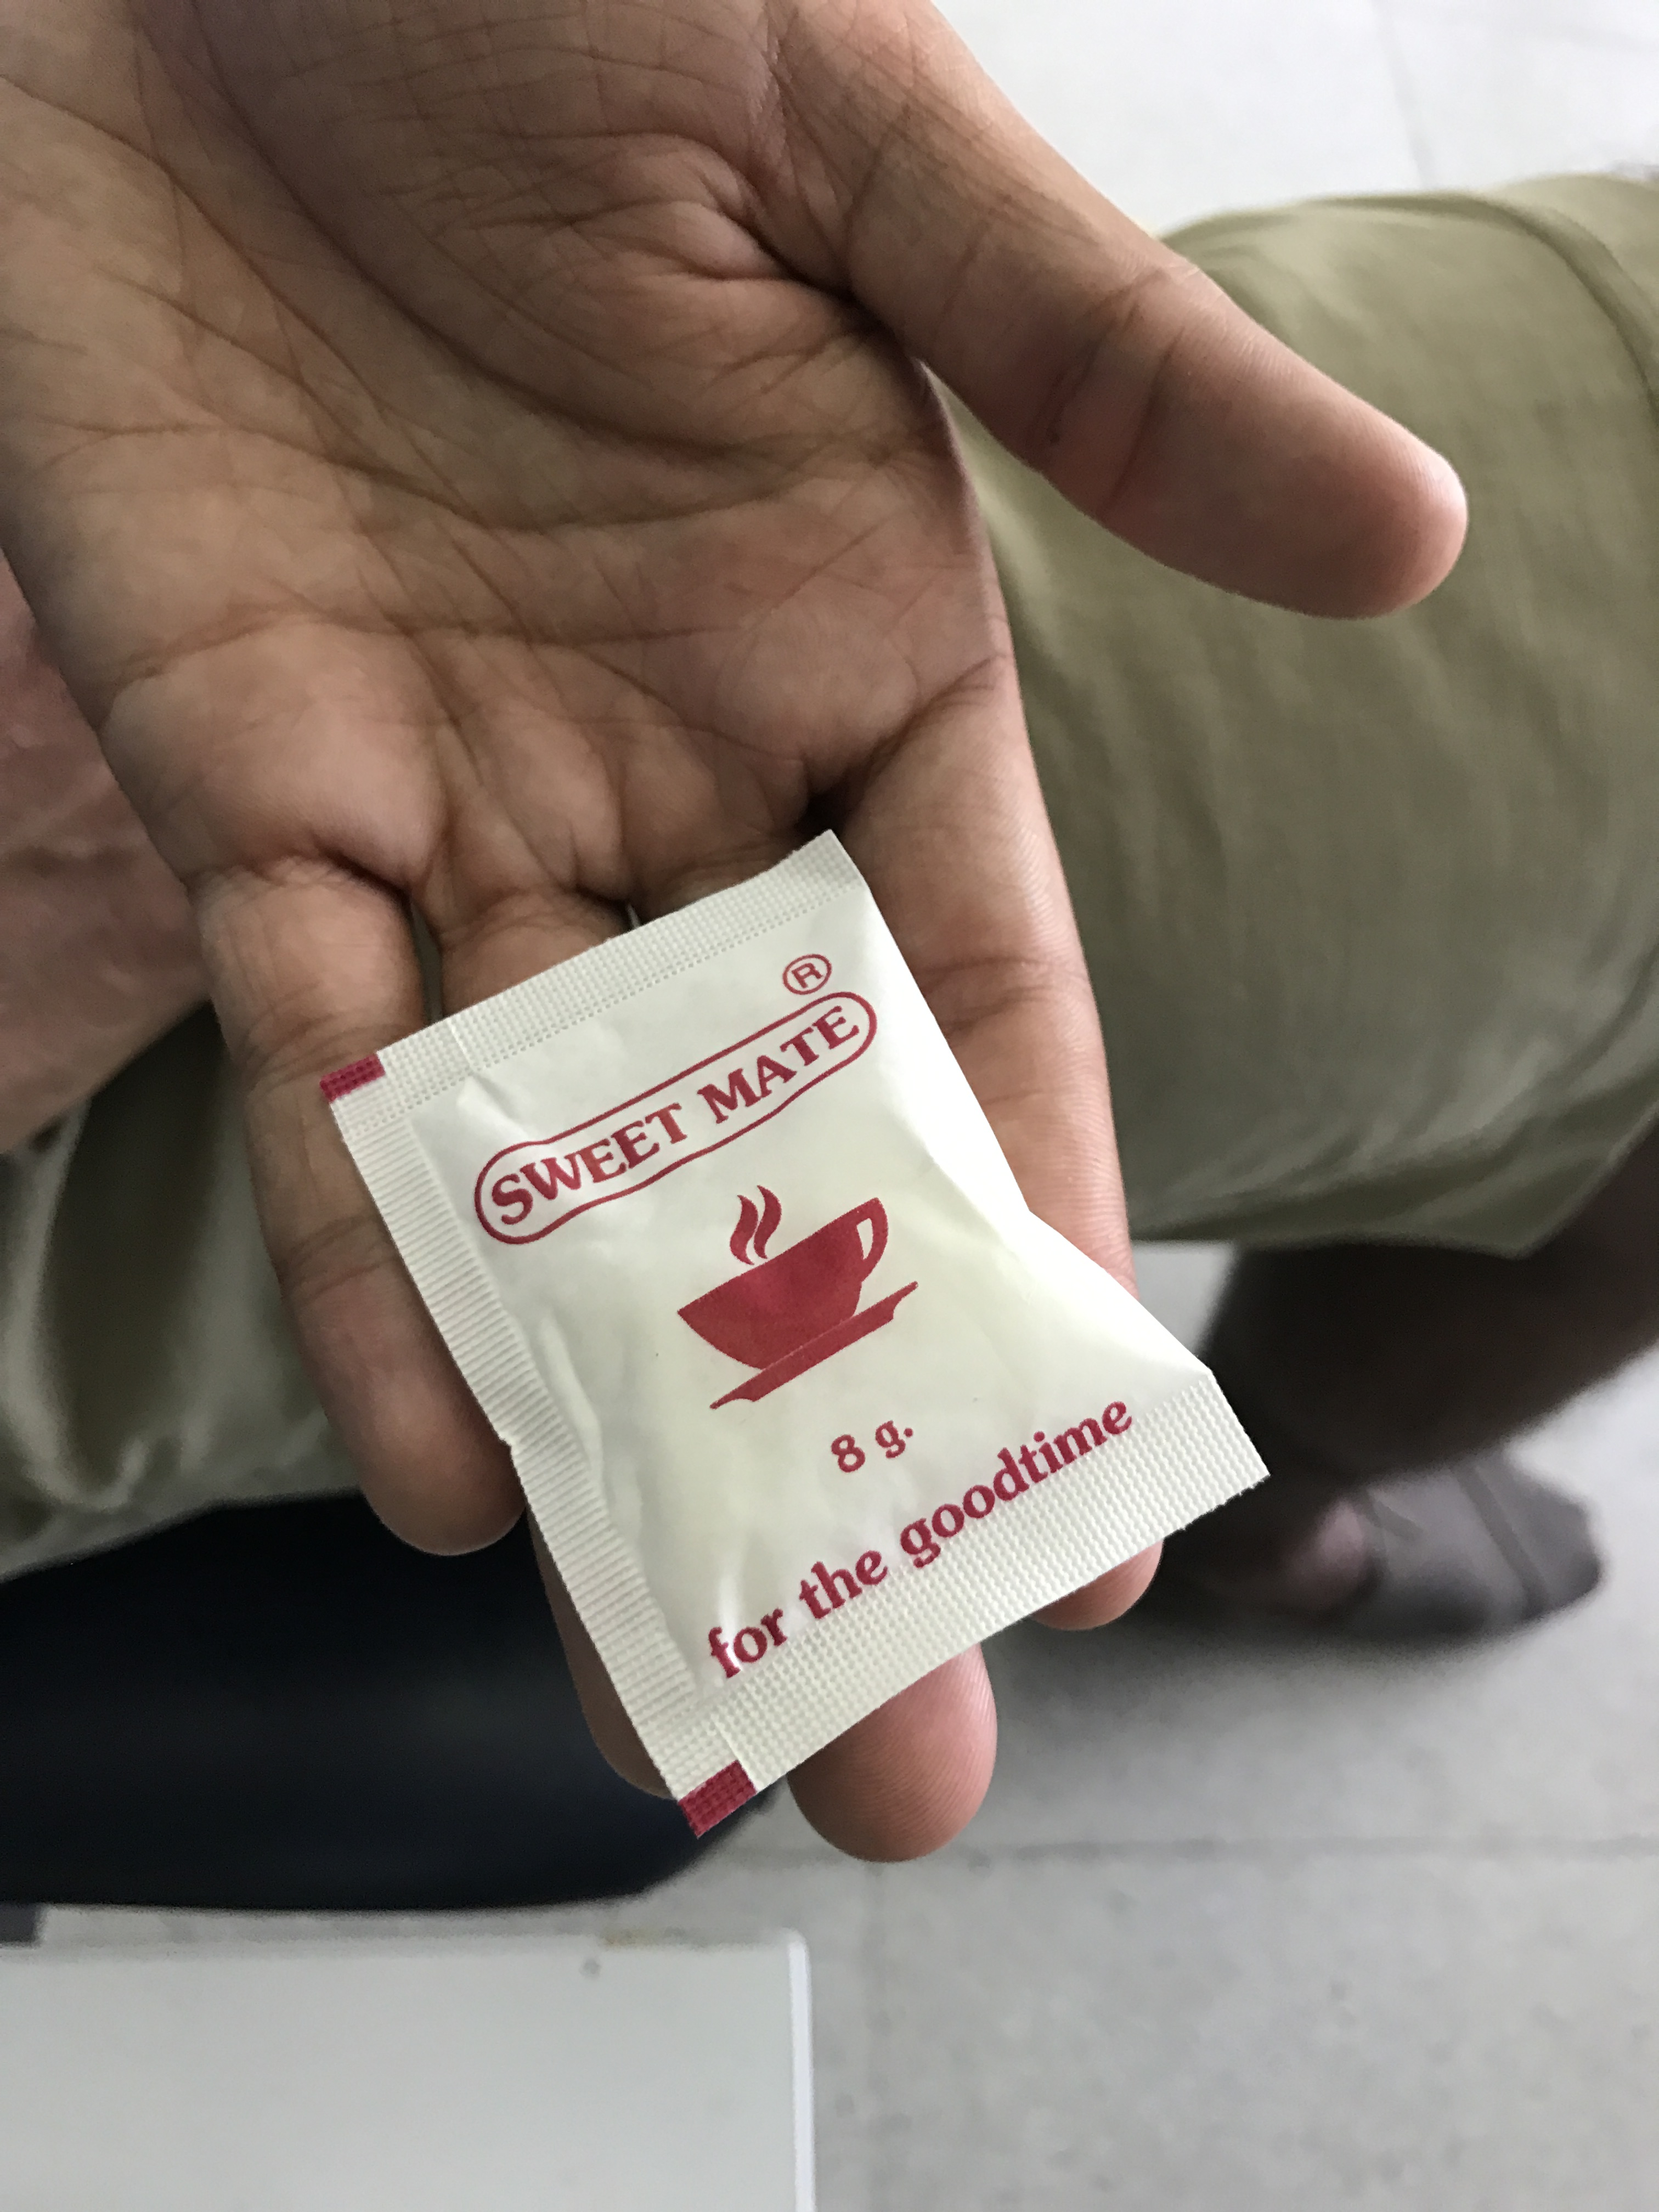 ®
SWEET MATE
8 g.
for the goodtime